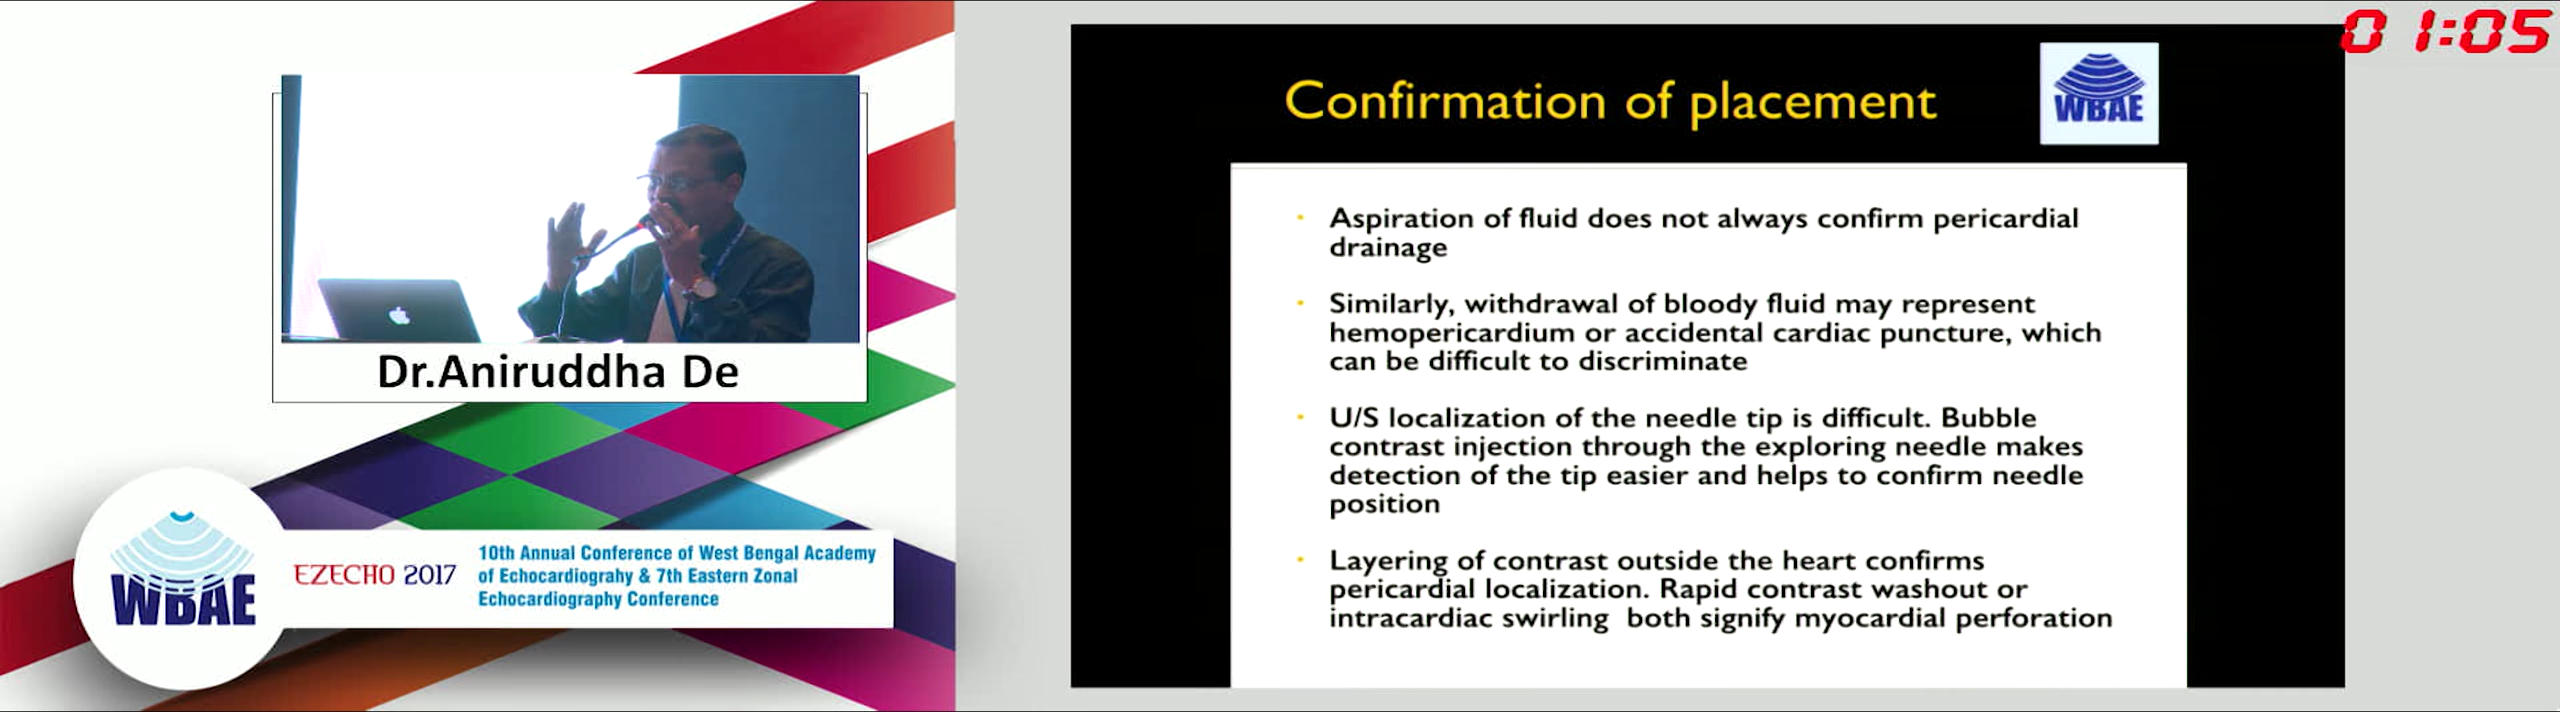 Dr.Aniruddha De
WBAE
EZECHO 2017
10th Annual Conference of West Bengal Academy
of Echocardiograhy & 7th Eastern Zonal
Echocardiography Conference
01:05
Confirmation of placement
WBAE
· Aspiration of fluid does not always confirm pericardial
drainage
· Similarly, withdrawal of bloody fluid may represent
hemopericardium or accidental cardiac puncture, which
can be difficult to discriminate
· U/S localization of the needle tip is difficult. Bubble
contrast injection through the exploring needle makes
detection of the tip easier and helps to confirm needle
position
· Layering of contrast outside the heart confirms
pericardial localization. Rapid contrast washout or
intracardiac swirling both signify myocardial perforation